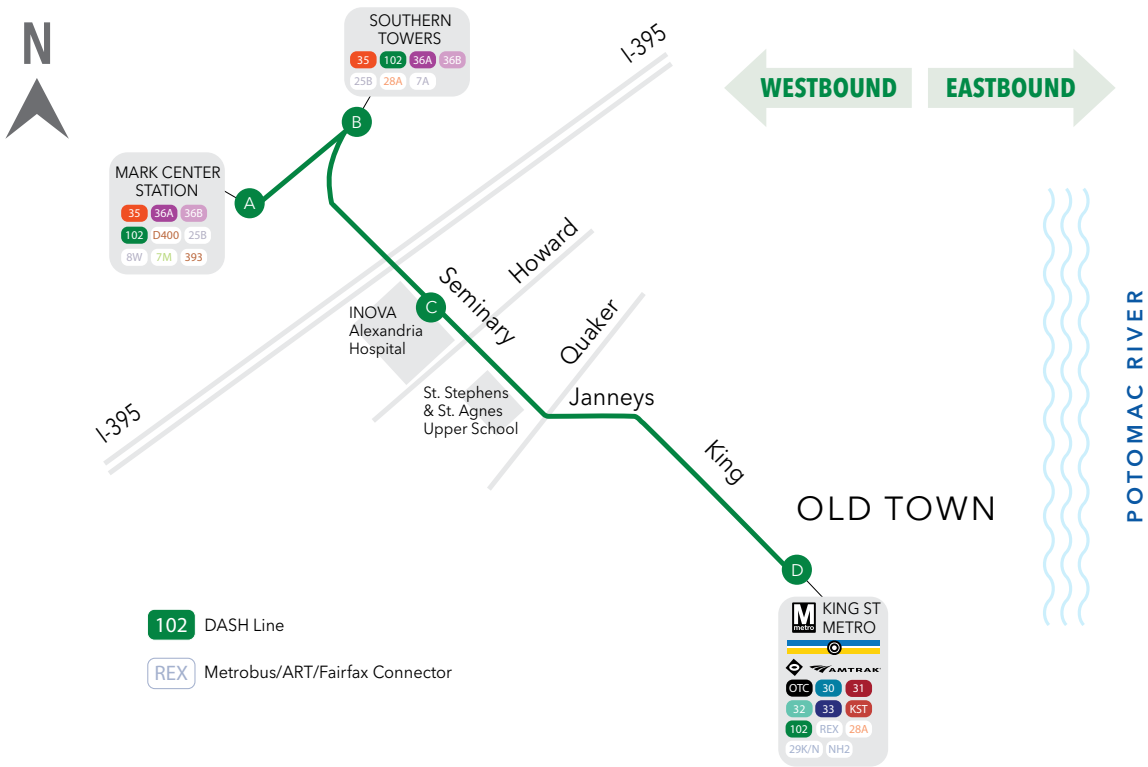 N
SOUTHERN
TOWERS
35 102 36A 36B
25B 28A 7A
I-395
WESTBOUND
EASTBOUND
B
MARK CENTER
STATION
35 36A 36B
102 D400 25B
8W 7M 393
A
Howard
Seminary
C
INOVA
Alexandria
Hospital
Quaker
St. Stephens
& St. Agnes
Upper School
Janneys
I-395
King
POTOMAC RIVER
OLD TOWN
D
M
metro
KING ST
METRO
AMTRAK
OTC 30 31
32 33 KST
102 REX 28A
29K/N NH2
102 DASH Line
REX Metrobus/ART/Fairfax Connector